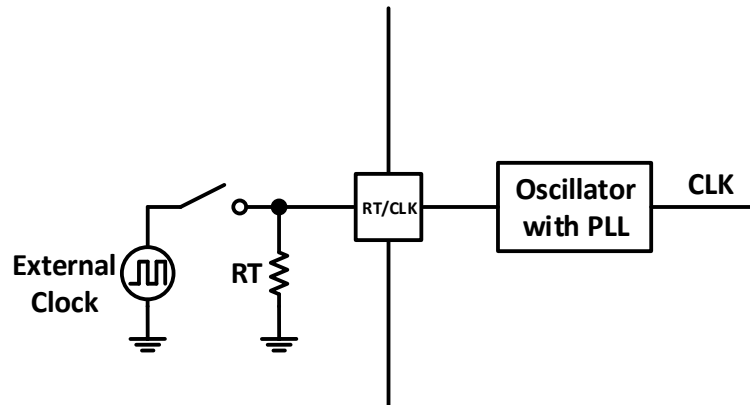 External
Clock
RT
RT/CLK
Oscillator
with PLL
CLK